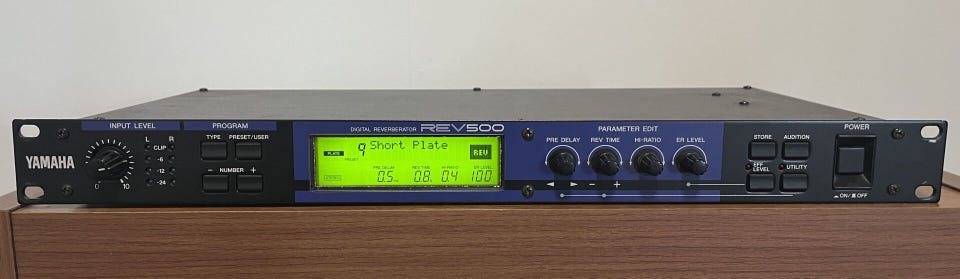 INPUT LEVEL
PROGRAM
DIGITAL REVERBERATOR REV500
PARAMETER EDIT
POWER
YAMAHA
L R
CLIP
-6
-12
-24
0 10
TYPE PRESET/USER
- NUMBER +
PLATE
PRESET
9 Short Plate
REV
PRE DELAY REV TIME HI-RATIO ER LEVEL
0.5 0.8 0.4 100
PRE DELAY REV TIME HI-RATIO ER LEVEL
◄ ► - +
STORE AUDITION
EFF LEVEL
UTILITY
ON/ OFF